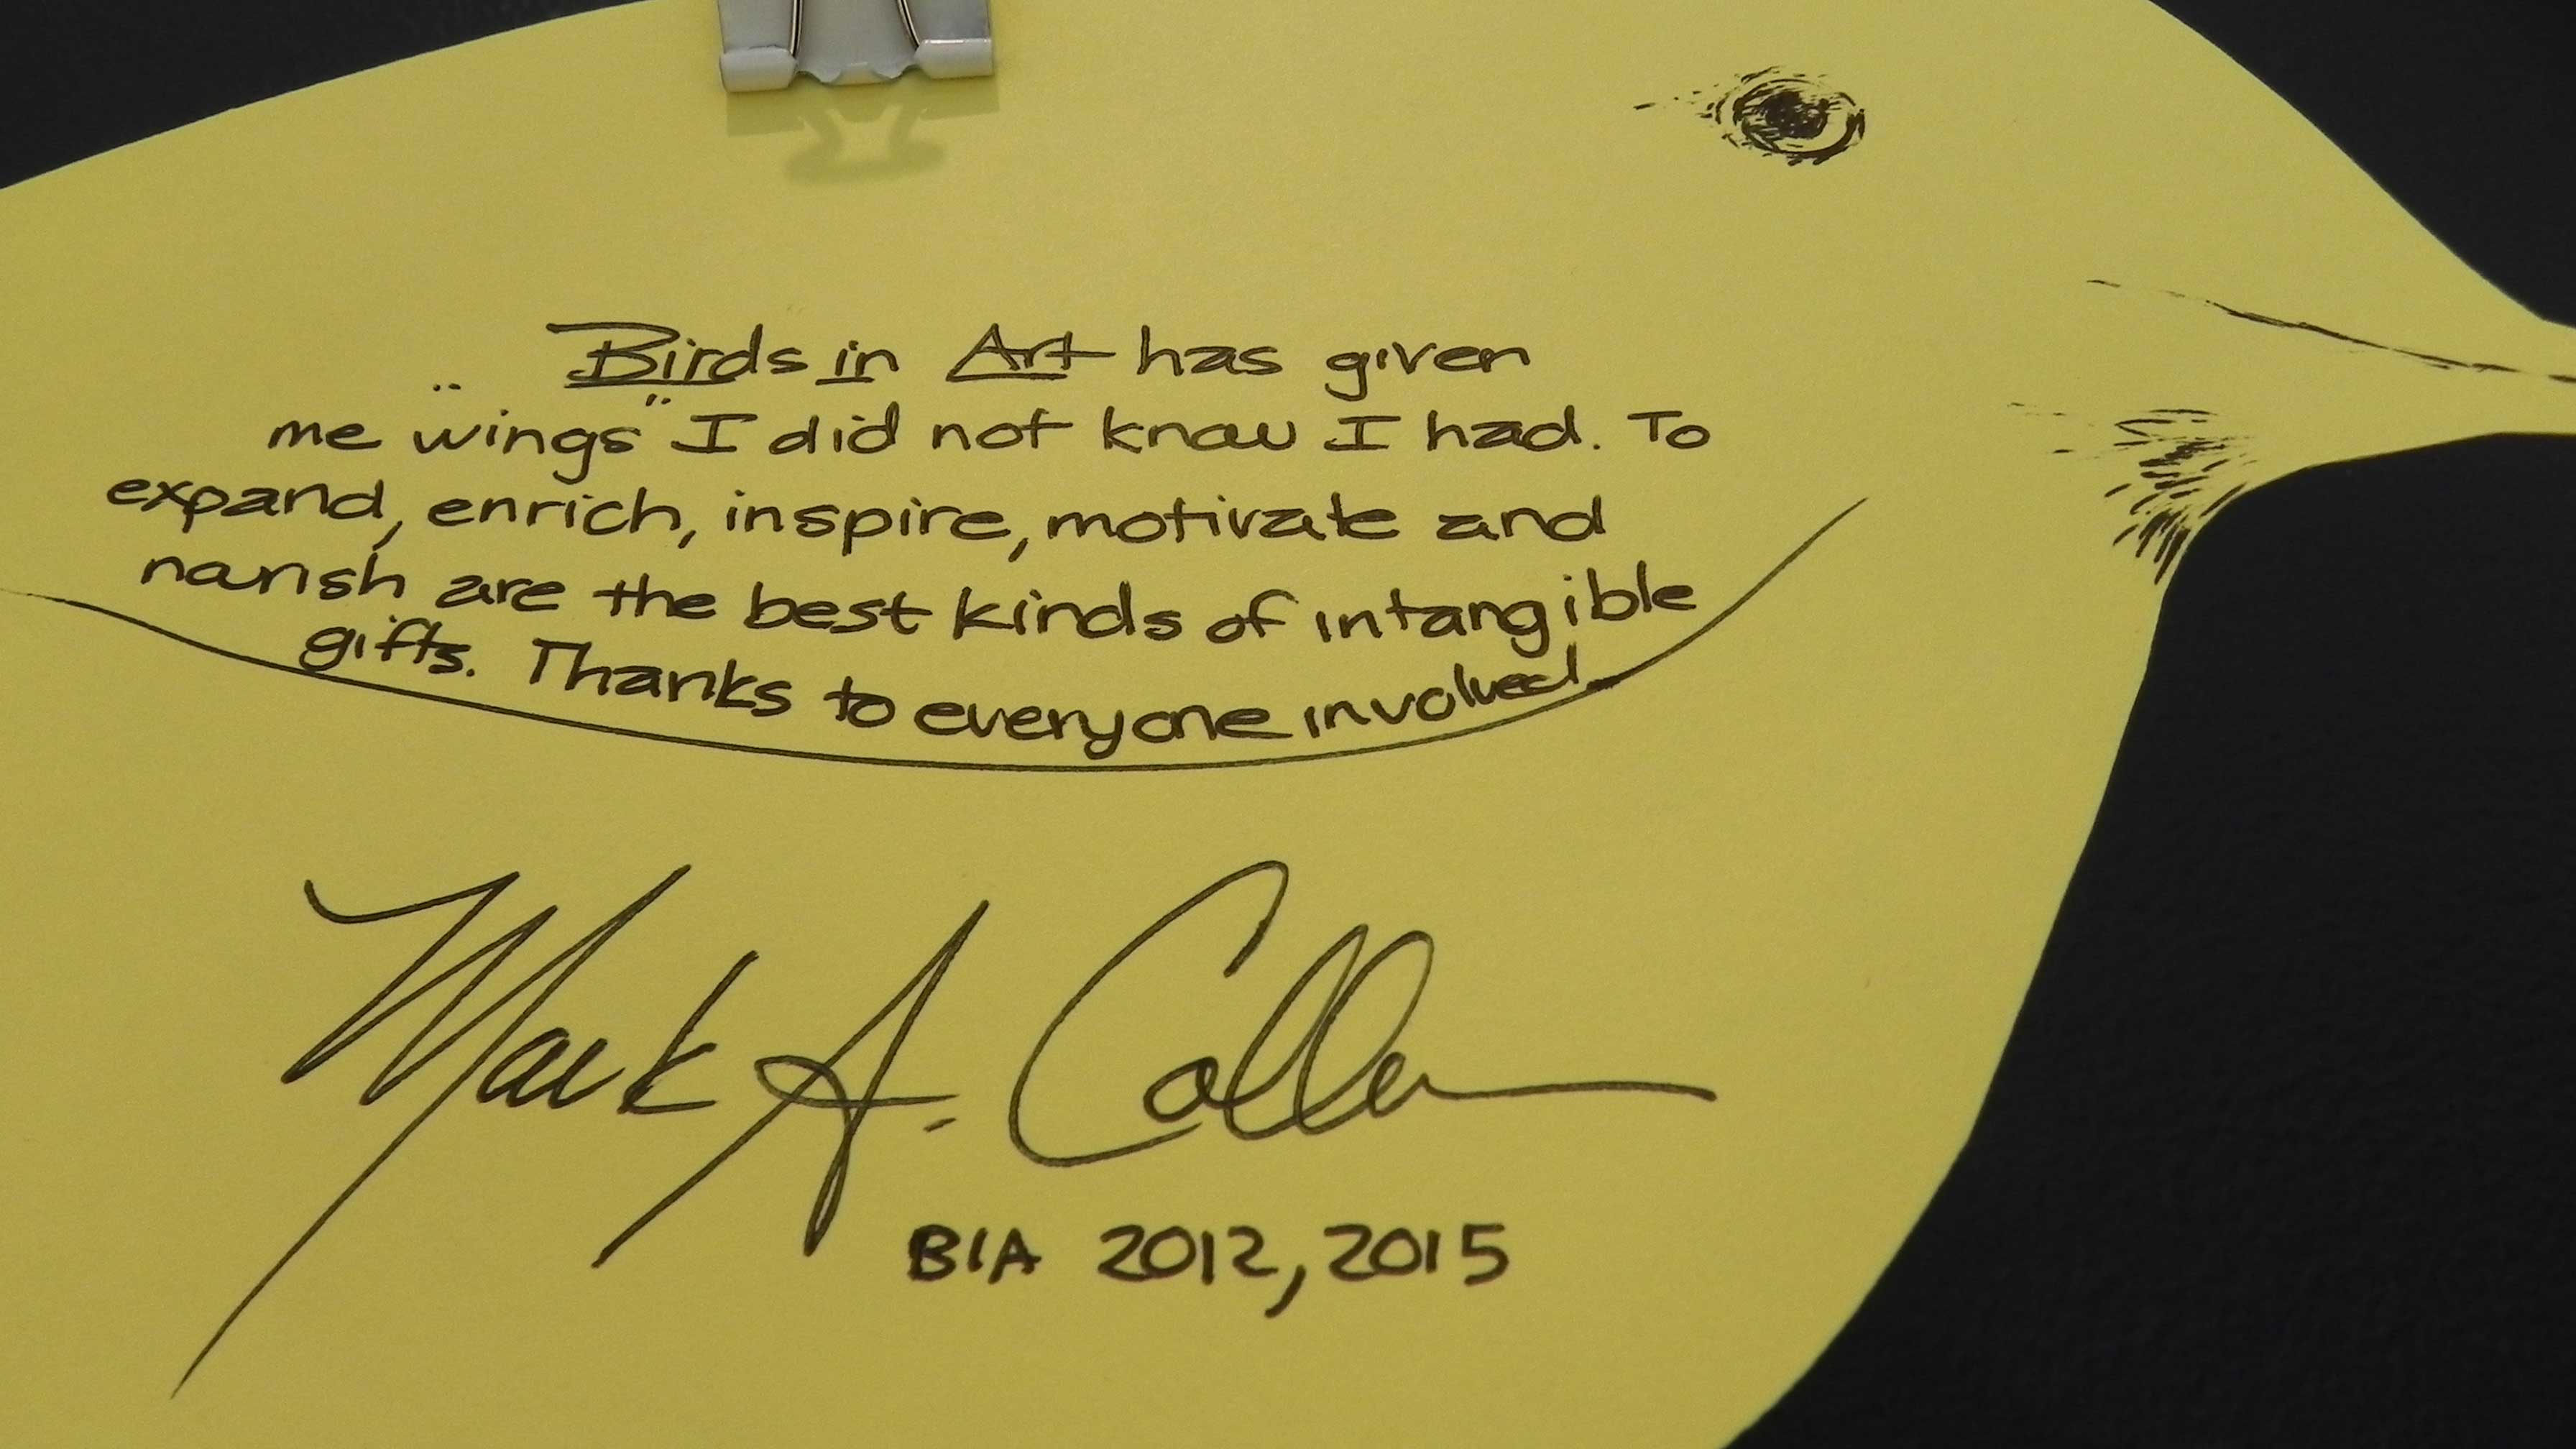 Birds in Art has given
me "wings" I did not know I had. To
expand, enrich, inspire, motivate and
nourish are the best kinds of intangible
gifts. Thanks to everyone involved.
Mark A. Coller
BIA 2012, 2015